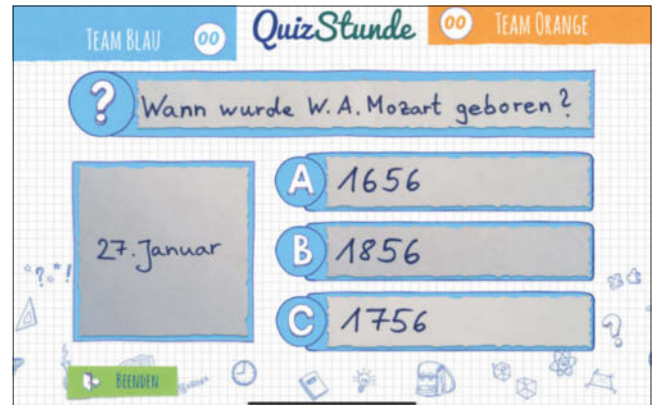 TEAM BLAU 00 QuizStunde 00 TEAM ORANGE
? Wann wurde W. A. Mozart geboren?
A 1656
27. Januar
B 1856
C 1756
BEENDEN